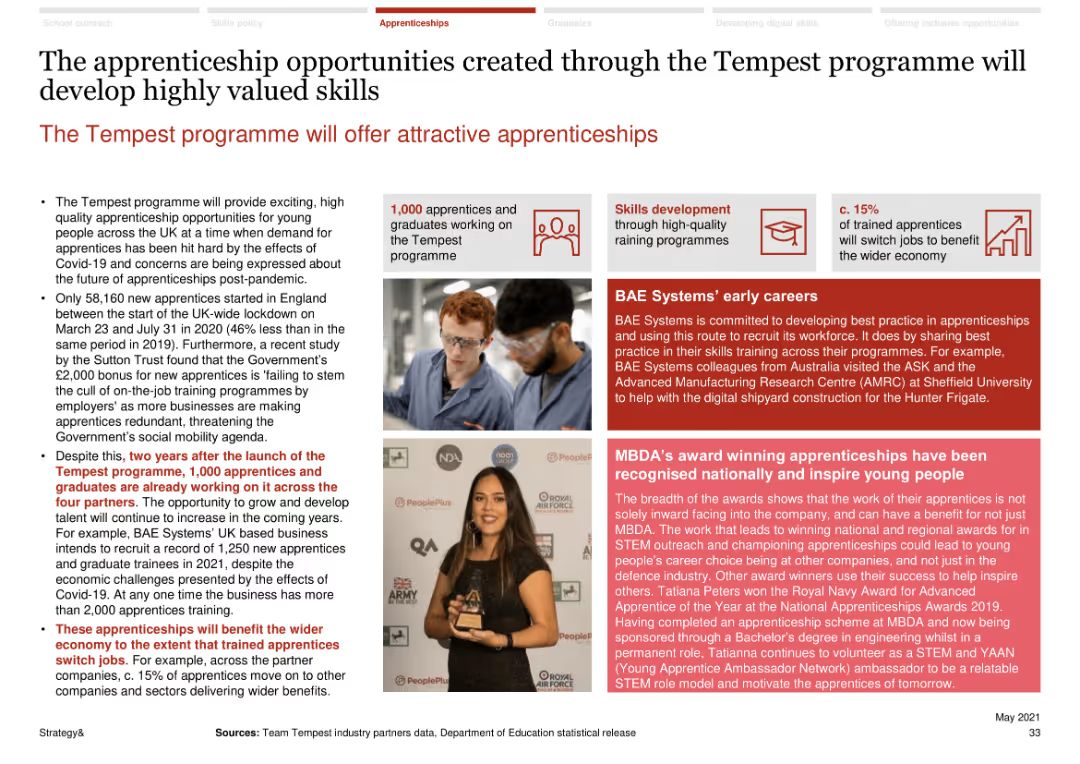 School outreach
Skills policy
Apprenticeships
Graduates
Developing digital skills
Offering inclusive opportunities
The apprenticeship opportunities created through the Tempest programme will
develop highly valued skills
The Tempest programme will offer attractive apprenticeships
• The Tempest programme will provide exciting, high
quality apprenticeship opportunities for young
people across the UK at a time when demand for
apprentices has been hit hard by the effects of
Covid-19 and concerns are being expressed about
the future of apprenticeships post-pandemic.
• Only 58,160 new apprentices started in England
between the start of the UK-wide lockdown on
March 23 and July 31 in 2020 (46% less than in the
same period in 2019). Furthermore, a recent study
by the Sutton Trust found that the Government's
£2,000 bonus for new apprentices is 'failing to stem
the cull of on-the-job training programmes by
employers' as more businesses are making
apprentices redundant, threatening the
Government's social mobility agenda.
• Despite this, two years after the launch of the
Tempest programme, 1,000 apprentices and
graduates are already working on it across the
four partners. The opportunity to grow and develop
talent will continue to increase in the coming years.
For example, BAE Systems' UK based business
intends to recruit a record of 1,250 new apprentices
and graduate trainees in 2021, despite the
economic challenges presented by the effects of
Covid-19. At any one time the business has more
than 2,000 apprentices training.
• These apprenticeships will benefit the wider
economy to the extent that trained apprentices
switch jobs. For example, across the partner
companies, c. 15% of apprentices move on to other
companies and sectors delivering wider benefits.
1,000 apprentices and
graduates working on
the Tempest
programme
Skills development
through high-quality
raining programmes
c. 15%
of trained apprentices
will switch jobs to benefit
the wider economy
BAE Systems' early careers
BAE Systems is committed to developing best practice in apprenticeships
and using this route to recruit its workforce. It does by sharing best
practice in their skills training across their programmes. For example,
BAE Systems colleagues from Australia visited the ASK and the
Advanced Manufacturing Research Centre (AMRC) at Sheffield University
to help with the digital shipyard construction for the Hunter Frigate.
NDA
PeopleP
PeoplePlus
ROYAL
AIR FORCE
QA
ARMY
BE THE BEST
PeopleP
PeoplePlu
ROYAL
AIR FORCE
MBDA's award winning apprenticeships have been
recognised nationally and inspire young people
The breadth of the awards shows that the work of their apprentices is not
solely inward facing into the company, and can have a benefit for not just
MBDA. The work that leads to winning national and regional awards for in
STEM outreach and championing apprenticeships could lead to young
people's career choice being at other companies, and not just in the
defence industry. Other award winners use their success to help inspire
others. Tatiana Peters won the Royal Navy Award for Advanced
Apprentice of the Year at the National Apprenticeships Awards 2019.
Having completed an apprenticeship scheme at MBDA and now being
sponsored through a Bachelor's degree in engineering whilst in a
permanent role, Tatianna continues to volunteer as a STEM and YAAN
(Young Apprentice Ambassador Network) ambassador to be a relatable
STEM role model and motivate the apprentices of tomorrow.
May 2021
Strategy&
Sources: Team Tempest industry partners data, Department of Education statistical release
33